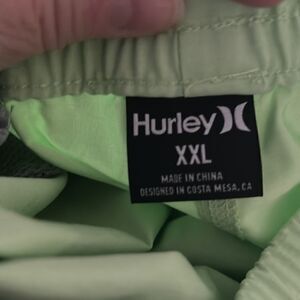 Hurley
XXL
MADE IN CHINA
DESIGNED IN COSTA MESA, CA